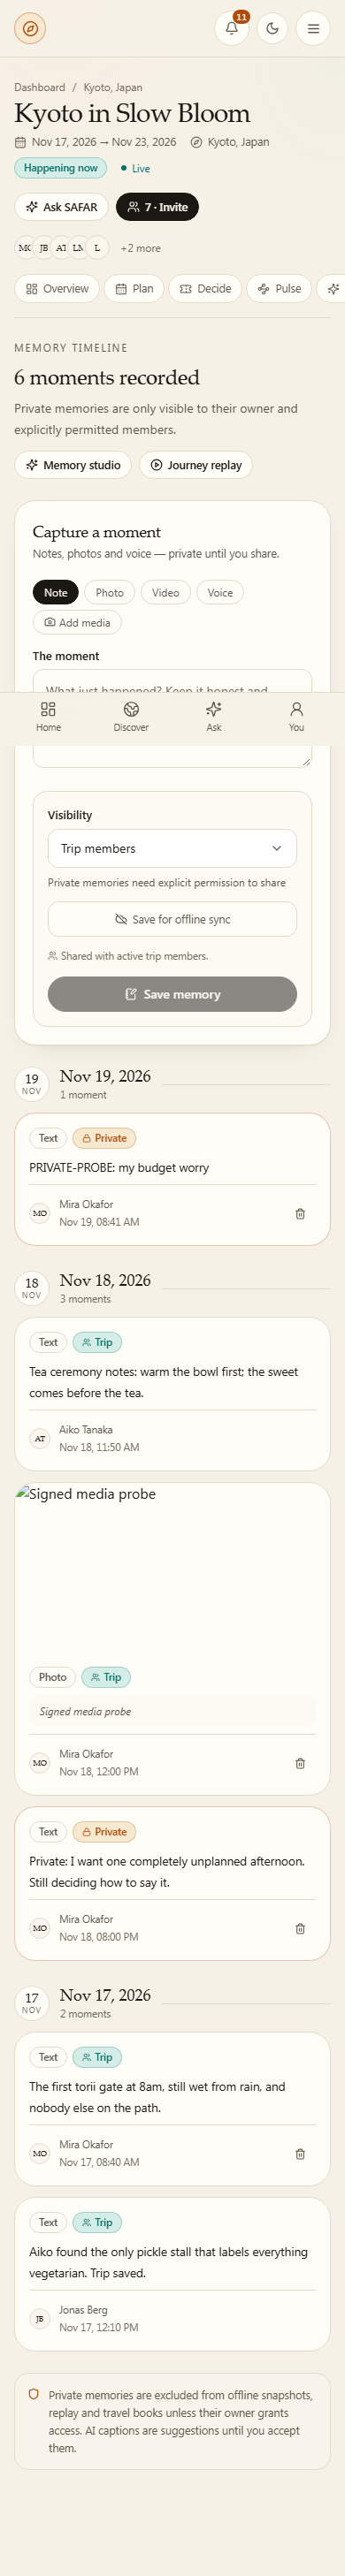 11
Dashboard / Kyoto, Japan
Kyoto in Slow Bloom
Nov 17, 2026 → Nov 23, 2026 Kyoto, Japan
Happening now Live
Ask SAFAR 7 · Invite
JB AT L +2 more
Overview Plan Decide Pulse
MEMORY TIMELINE
6 moments recorded
Private memories are only visible to their owner and
explicitly permitted members.
Memory studio Journey replay
Capture a moment
Notes, photos and voice — private until you share.
Note Photo Video Voice
Add media
The moment
What just happened? Keep it honest and
Home Discover Ask You
Visibility
Trip members
Private memories need explicit permission to share
Save for offline sync
Shared with active trip members.
Save memory
19
NOV
Nov 19, 2026
1 moment
Text Private
PRIVATE-PROBE: my budget worry
MO
Mira Okafor
Nov 19, 08:41 AM
18
NOV
Nov 18, 2026
3 moments
Text Trip
Tea ceremony notes: warm the bowl first; the sweet
comes before the tea.
AT
Aiko Tanaka
Nov 18, 11:50 AM
Signed media probe
Photo Trip
Signed media probe
MO
Mira Okafor
Nov 18, 12:00 PM
Text Private
Private: I want one completely unplanned afternoon.
Still deciding how to say it.
MO
Mira Okafor
Nov 18, 08:00 PM
17
NOV
Nov 17, 2026
2 moments
Text Trip
The first torii gate at 8am, still wet from rain, and
nobody else on the path.
MO
Mira Okafor
Nov 17, 08:40 AM
Text Trip
Aiko found the only pickle stall that labels everything
vegetarian. Trip saved.
JB
Jonas Berg
Nov 17, 12:10 PM
Private memories are excluded from offline snapshots,
replay and travel books unless their owner grants
access. AI captions are suggestions until you accept
them.